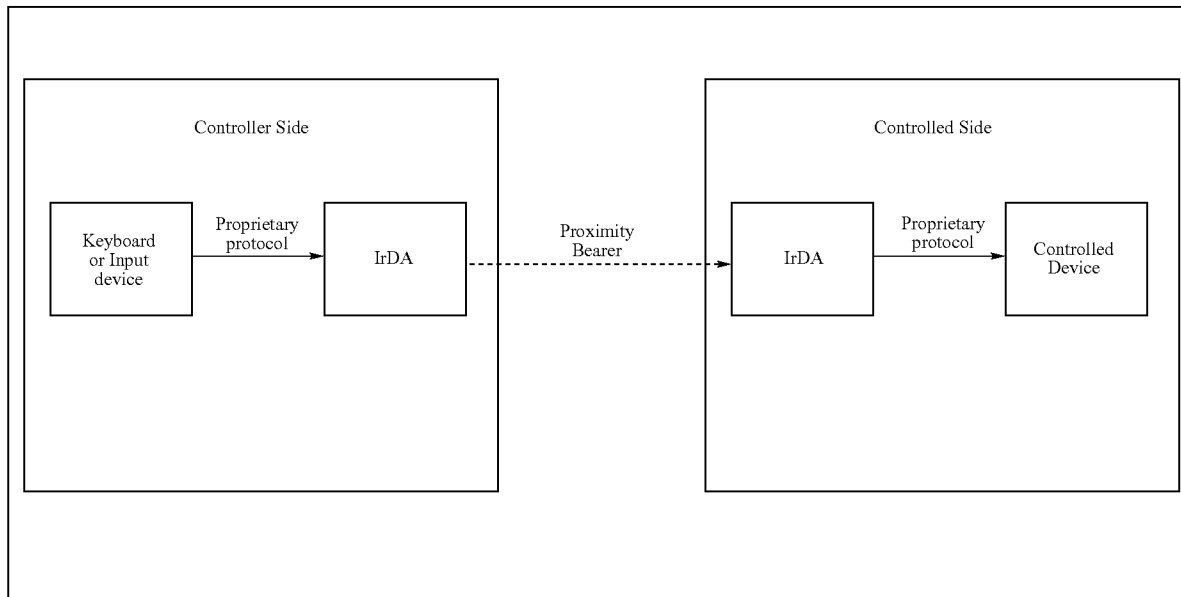 Controller Side
Controlled Side
Keyboard
or Input
device
Proprietary
protocol
IrDA
Proximity
Bearer
IrDA
Proprietary
protocol
Controlled
Device